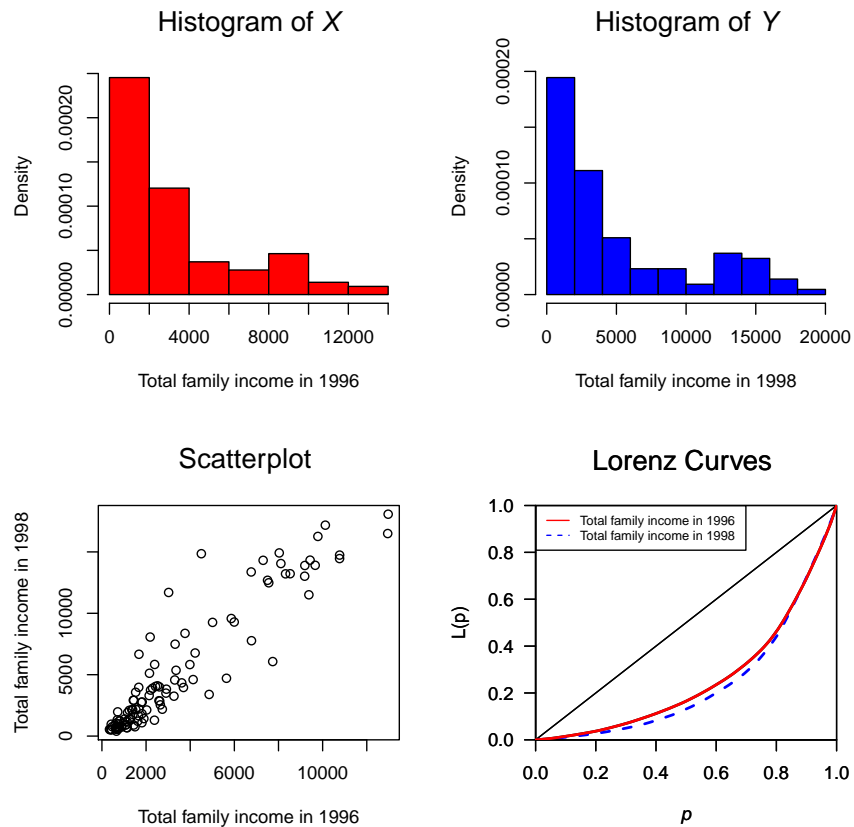 Histogram of X
Density
0.00000 0.00010 0.00020
0 4000 8000 12000
Total family income in 1996
Histogram of Y
Density
0.00000 0.00010 0.00020
0 5000 10000 15000 20000
Total family income in 1998
Scatterplot
Total family income in 1998
0 5000 10000
0 2000 6000 10000
Total family income in 1996
Lorenz Curves
L(p)
1.0
0.8
0.6
0.4
0.2
0.0
Total family income in 1996
Total family income in 1998
0.0 0.2 0.4 0.6 0.8 1.0
p